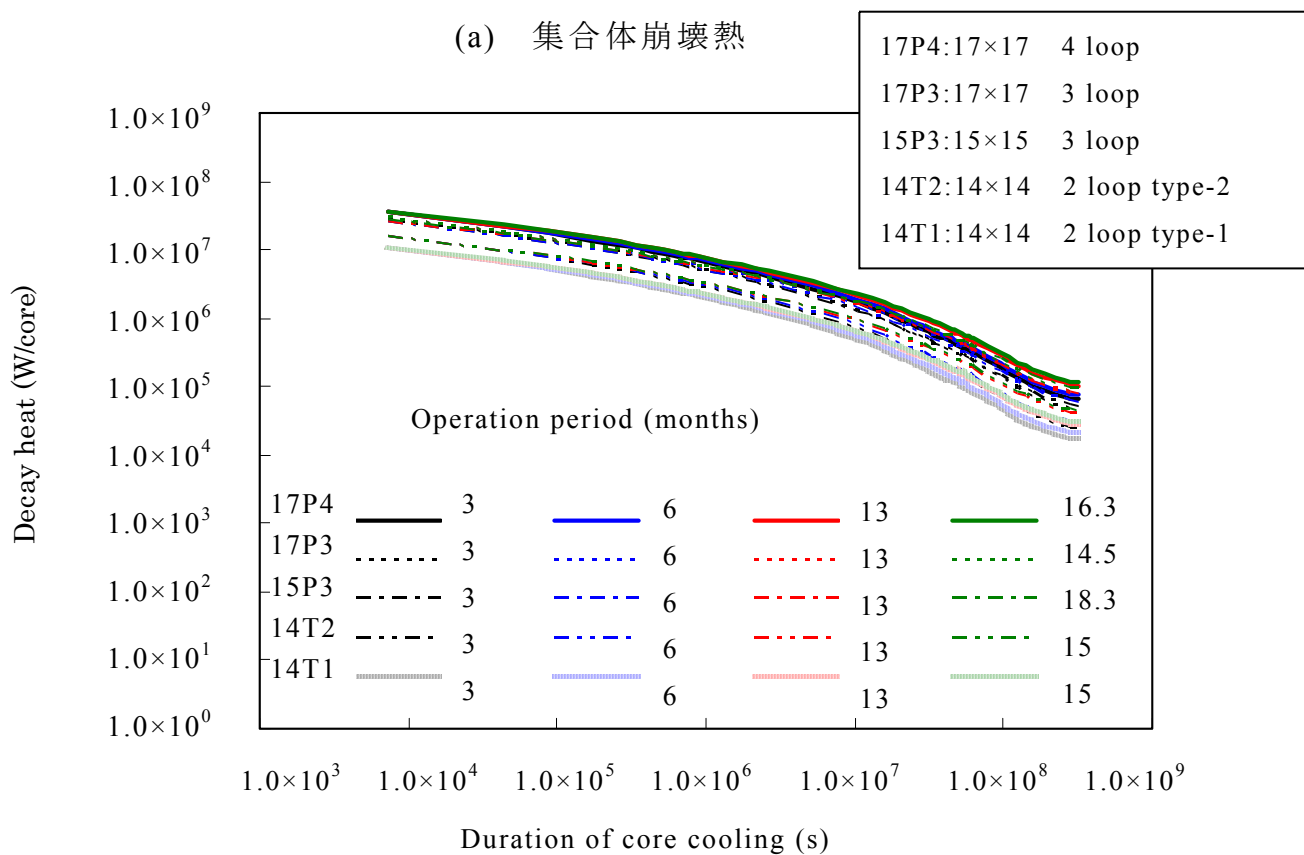 (a) 集合体崩壊熱
17P4:17×17 4 loop
17P3:17×17 3 loop
15P3:15×15 3 loop
14T2:14×14 2 loop type-2
14T1:14×14 2 loop type-1
1.0×10⁹
1.0×10⁸
1.0×10⁷
1.0×10⁶
1.0×10⁵
1.0×10⁴
1.0×10³
1.0×10²
1.0×10¹
1.0×10⁰
Decay heat (W/core)
Operation period (months)
17P4 3 6 13 16.3
17P3 3 6 13 14.5
15P3 3 6 13 18.3
14T2 3 6 13 15
14T1 3 6 13 15
1.0×10³ 1.0×10⁴ 1.0×10⁵ 1.0×10⁶ 1.0×10⁷ 1.0×10⁸ 1.0×10⁹
Duration of core cooling (s)